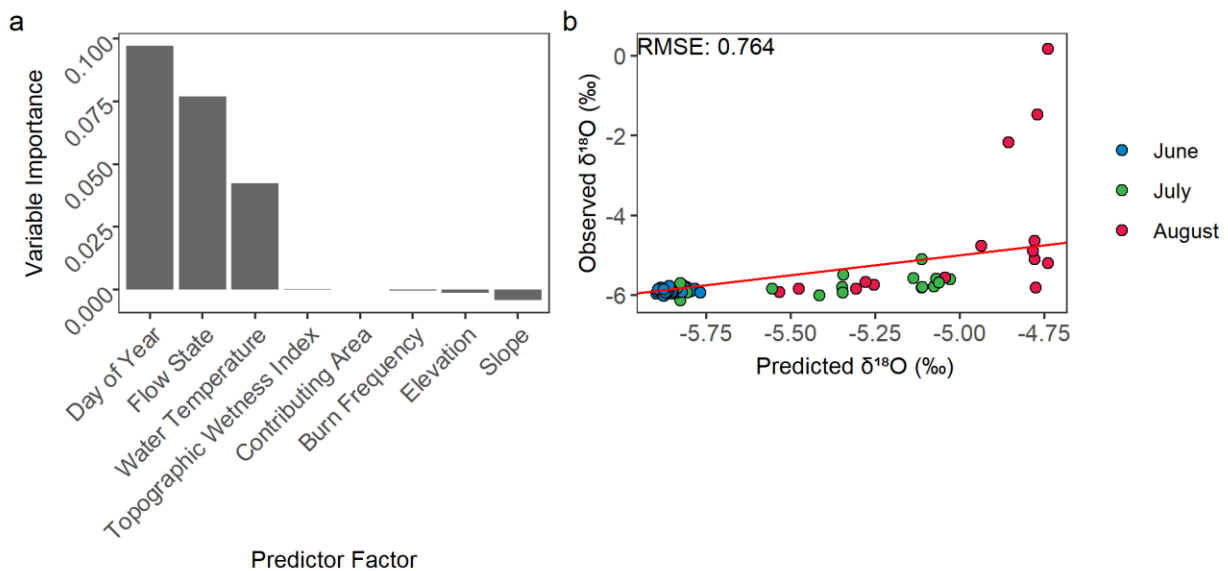 a
Variable Importance
0.100
0.075
0.050
0.025
0.000
Day of Year
Flow State
Water Temperature
Topographic Wetness Index
Contributing Area
Burn Frequency
Elevation
Slope
Predictor Factor
b
RMSE: 0.764
Observed δ¹⁸O (‰)
0
-2
-4
-6
-5.75
-5.50
-5.25
-5.00
-4.75
Predicted δ¹⁸O (‰)
June
July
August